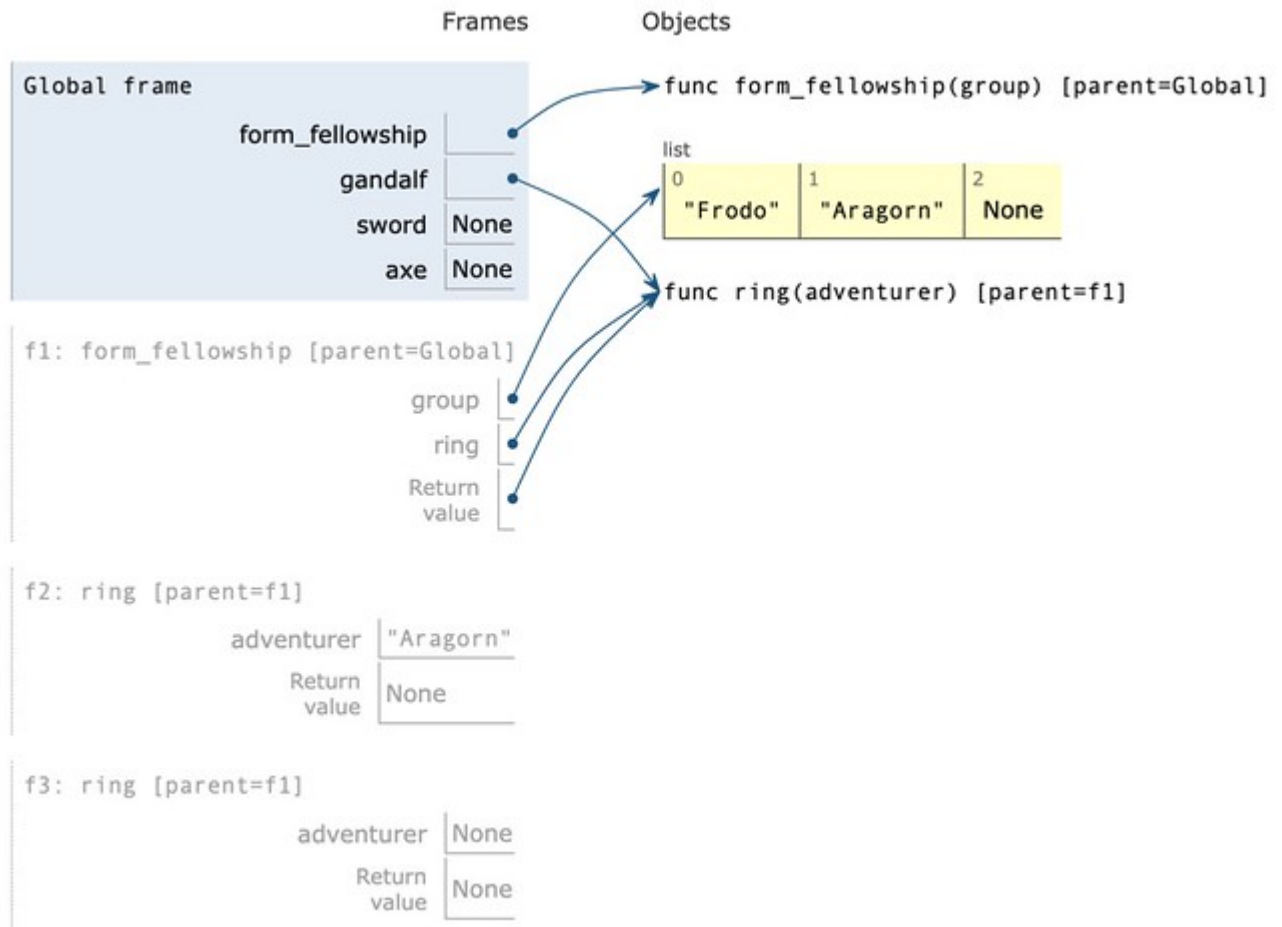 Frames Objects
Global frame
form_fellowship
gandalf
sword None
axe None
func form_fellowship(group) [parent=Global]
list
0 1 2
"Frodo" "Aragorn" None
func ring(adventurer) [parent=f1]
f1: form_fellowship [parent=Global]
group
ring
Return
value
f2: ring [parent=f1]
adventurer "Aragorn"
Return
value None
f3: ring [parent=f1]
adventurer None
Return
value None